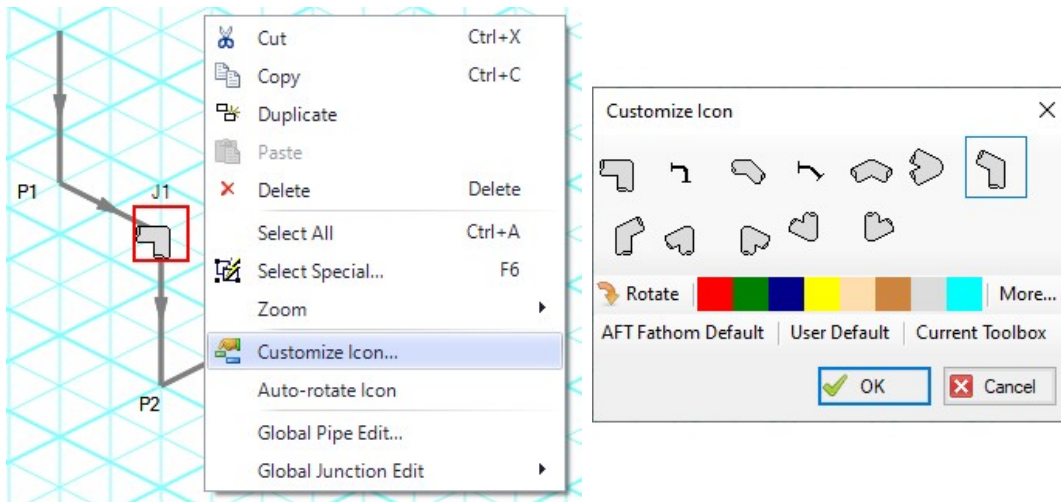 P1
J1
P2
Cut Ctrl+X
Copy Ctrl+C
Duplicate
Paste
Delete Delete
Select All Ctrl+A
Select Special... F6
Zoom
Customize Icon...
Auto-rotate Icon
Global Pipe Edit...
Global Junction Edit
Customize Icon
Rotate More...
AFT Fathom Default User Default Current Toolbox
OK Cancel